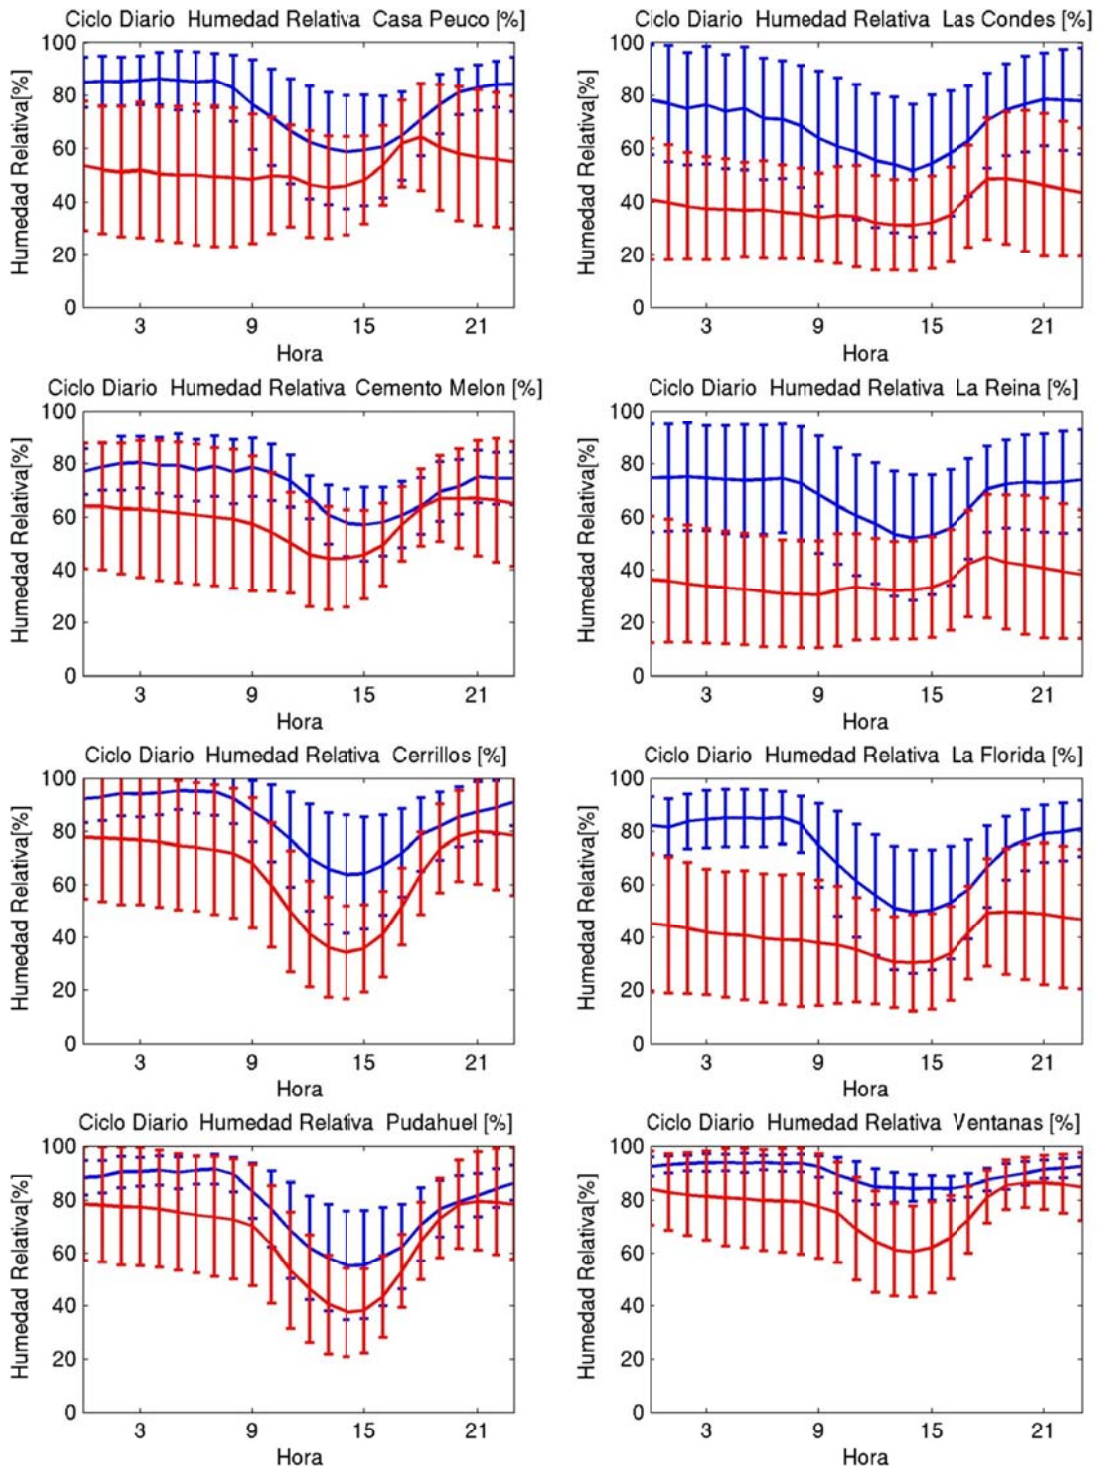 Ciclo Diario Humedad Relativa Casa Peuco [%]
Humedad Relativa[%]
100
80
60
40
20
0
3 9 15 21
Hora
Ciclo Diario Humedad Relativa Las Condes [%]
Humedad Relativa[%]
100
80
60
40
20
0
3 9 15 21
Hora
Ciclo Diario Humedad Relativa Cemento Melon [%]
Humedad Relativa[%]
100
80
60
40
20
0
3 9 15 21
Hora
Ciclo Diario Humedad Relativa La Reina [%]
Humedad Relativa[%]
100
80
60
40
20
0
3 9 15 21
Hora
Ciclo Diario Humedad Relativa Cerrillos [%]
Humedad Relativa[%]
100
80
60
40
20
0
3 9 15 21
Hora
Ciclo Diario Humedad Relativa La Florida [%]
Humedad Relativa[%]
100
80
60
40
20
0
3 9 15 21
Hora
Ciclo Diario Humedad Relativa Pudahuel [%]
Humedad Relativa[%]
100
80
60
40
20
0
3 9 15 21
Hora
Ciclo Diario Humedad Relativa Ventanas [%]
Humedad Relativa[%]
100
80
60
40
20
0
3 9 15 21
Hora